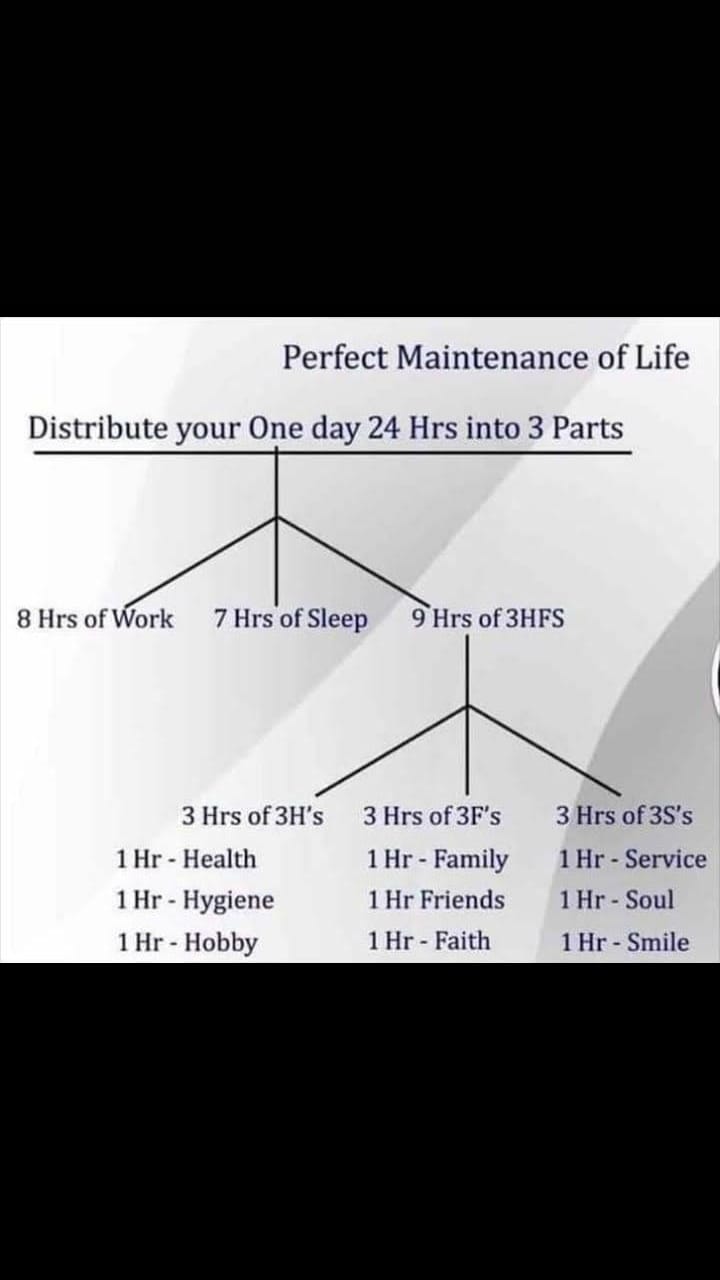 Perfect Maintenance of Life
Distribute your One day 24 Hrs into 3 Parts
8 Hrs of Work 7 Hrs of Sleep 9 Hrs of 3HFS
3 Hrs of 3H's 3 Hrs of 3F's 3 Hrs of 3S's
1 Hr - Health 1 Hr - Family 1 Hr - Service
1 Hr - Hygiene 1 Hr Friends 1 Hr - Soul
1 Hr - Hobby 1 Hr - Faith 1 Hr - Smile